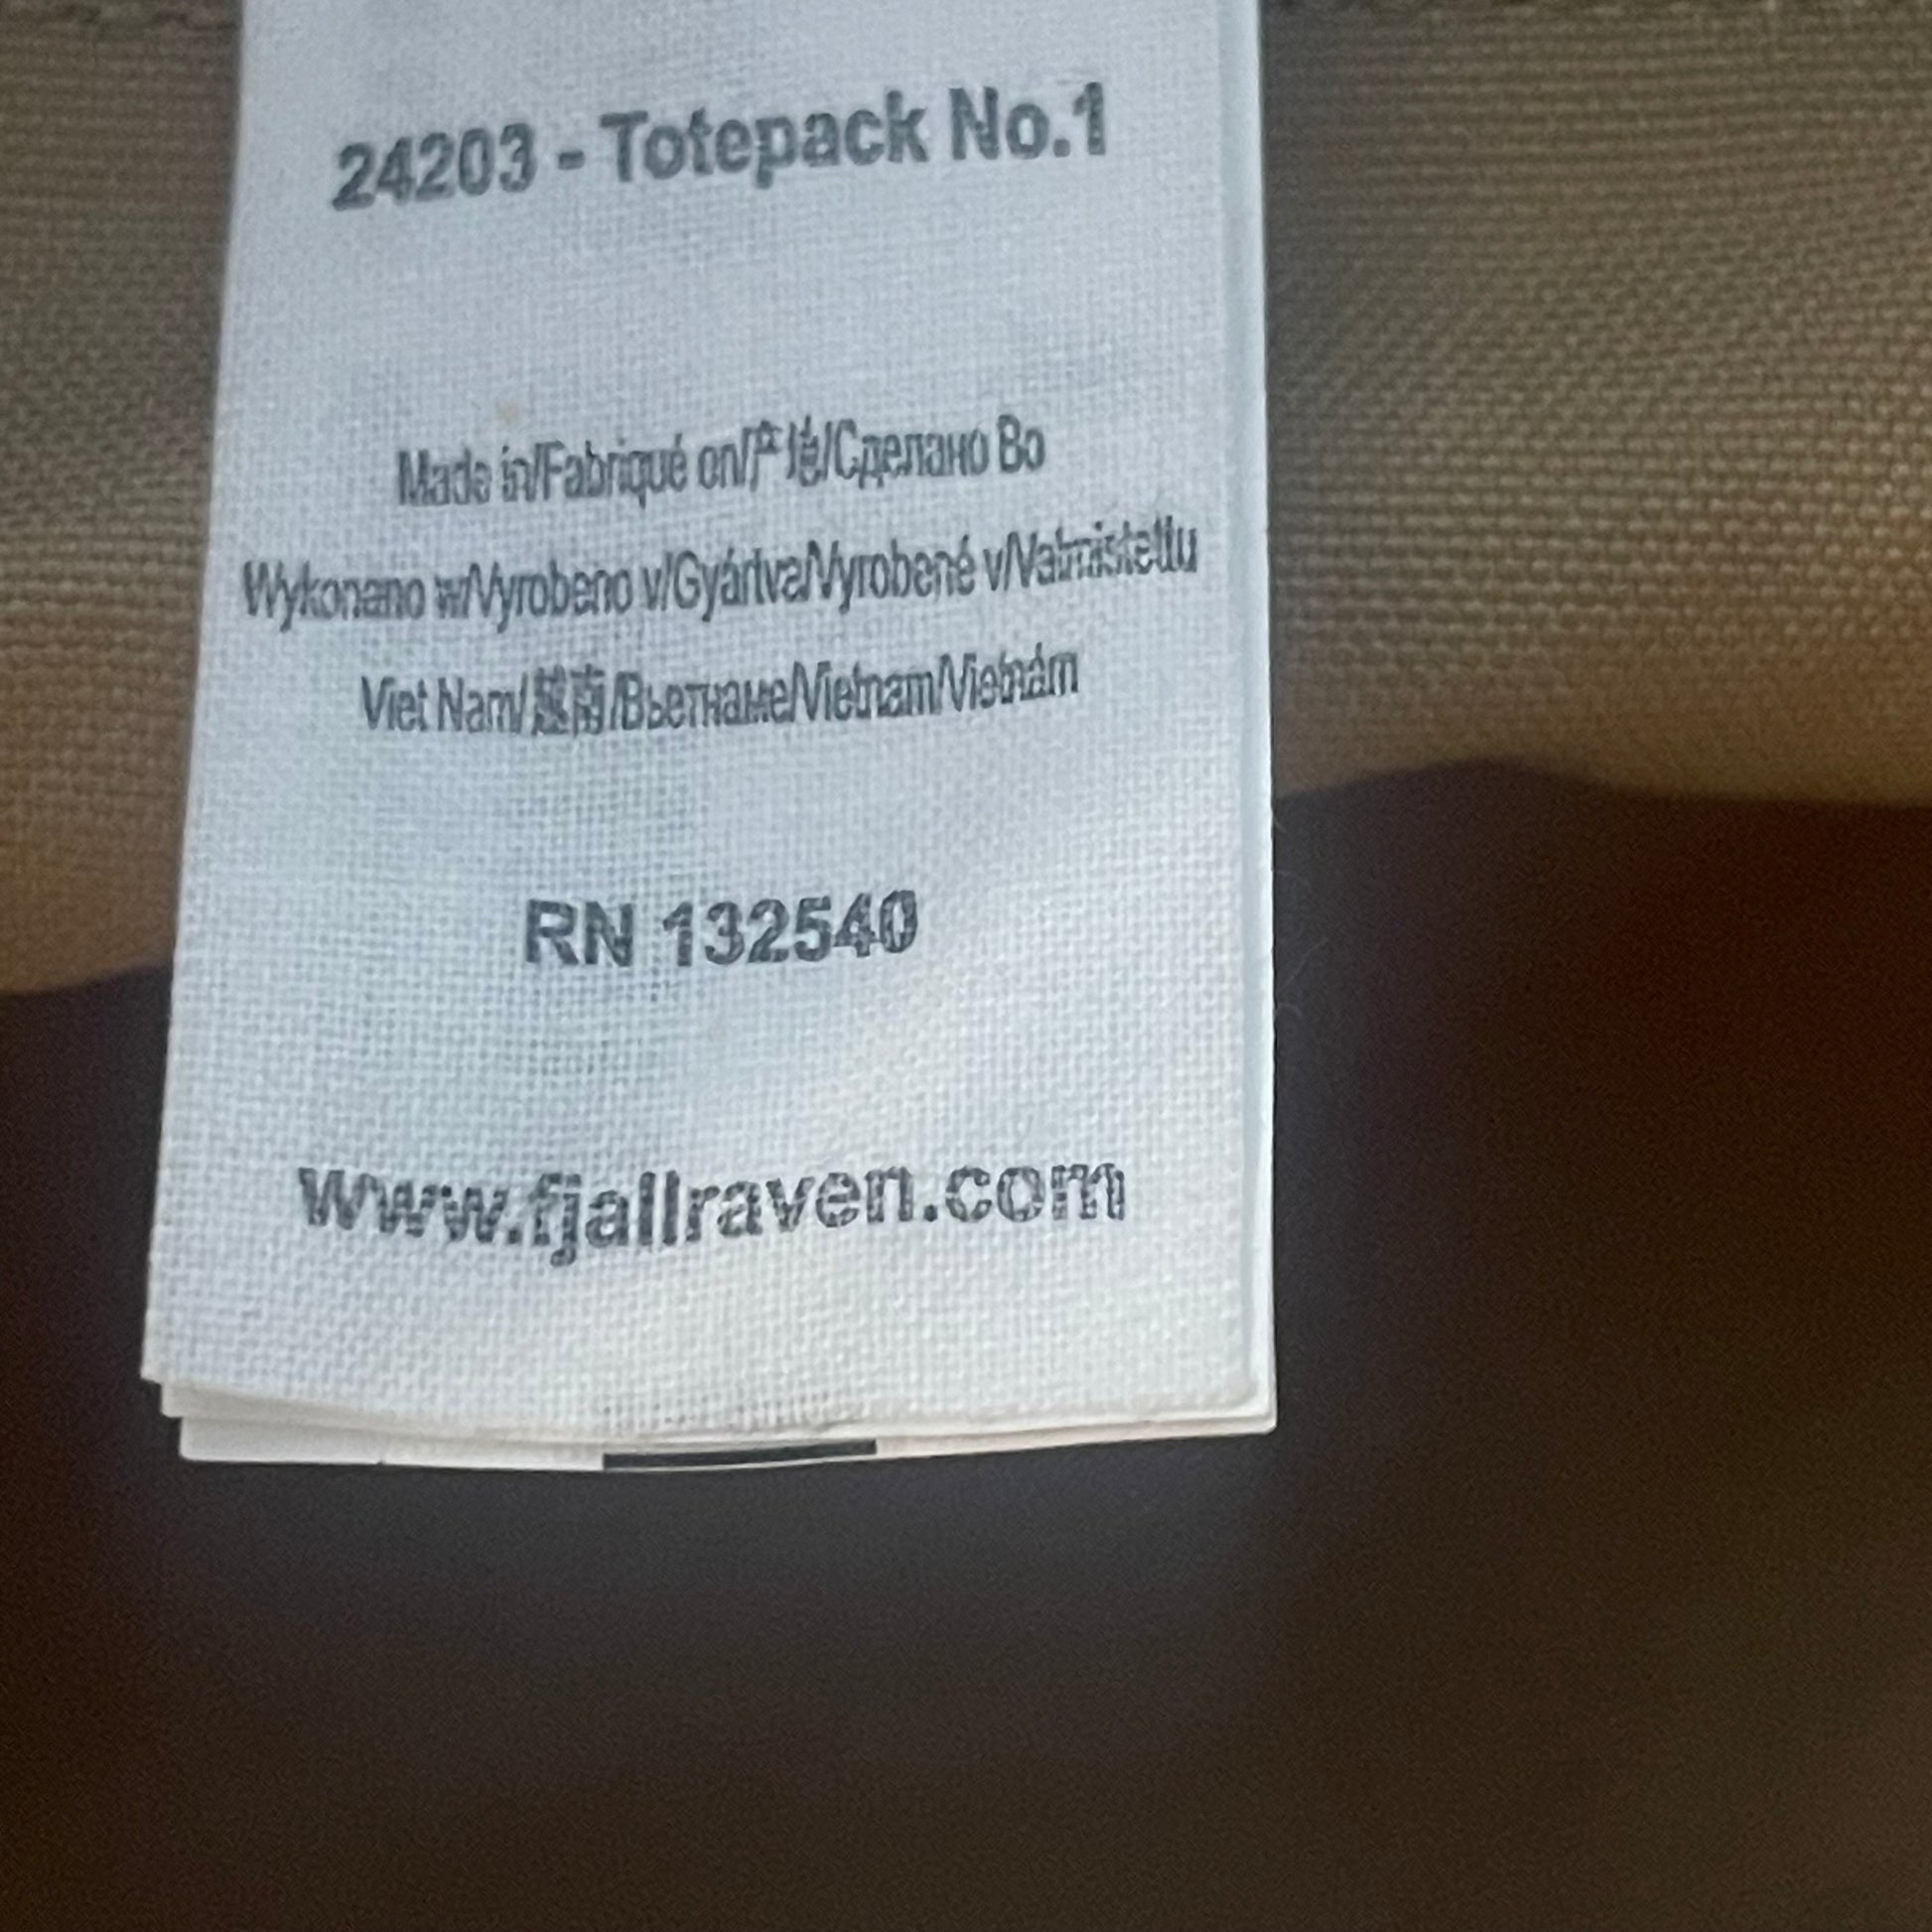 24203 - Totepack No.1
Made in/Fabriqué en/产地/Сделано Во
Wykonano w/Vyrobeno v/Gyártva/Vyrobené v/Valmistettu
Viet Nam/越南/Вьетнаме/Vietnam/Vietnám
RN 132540
www.fjallraven.com